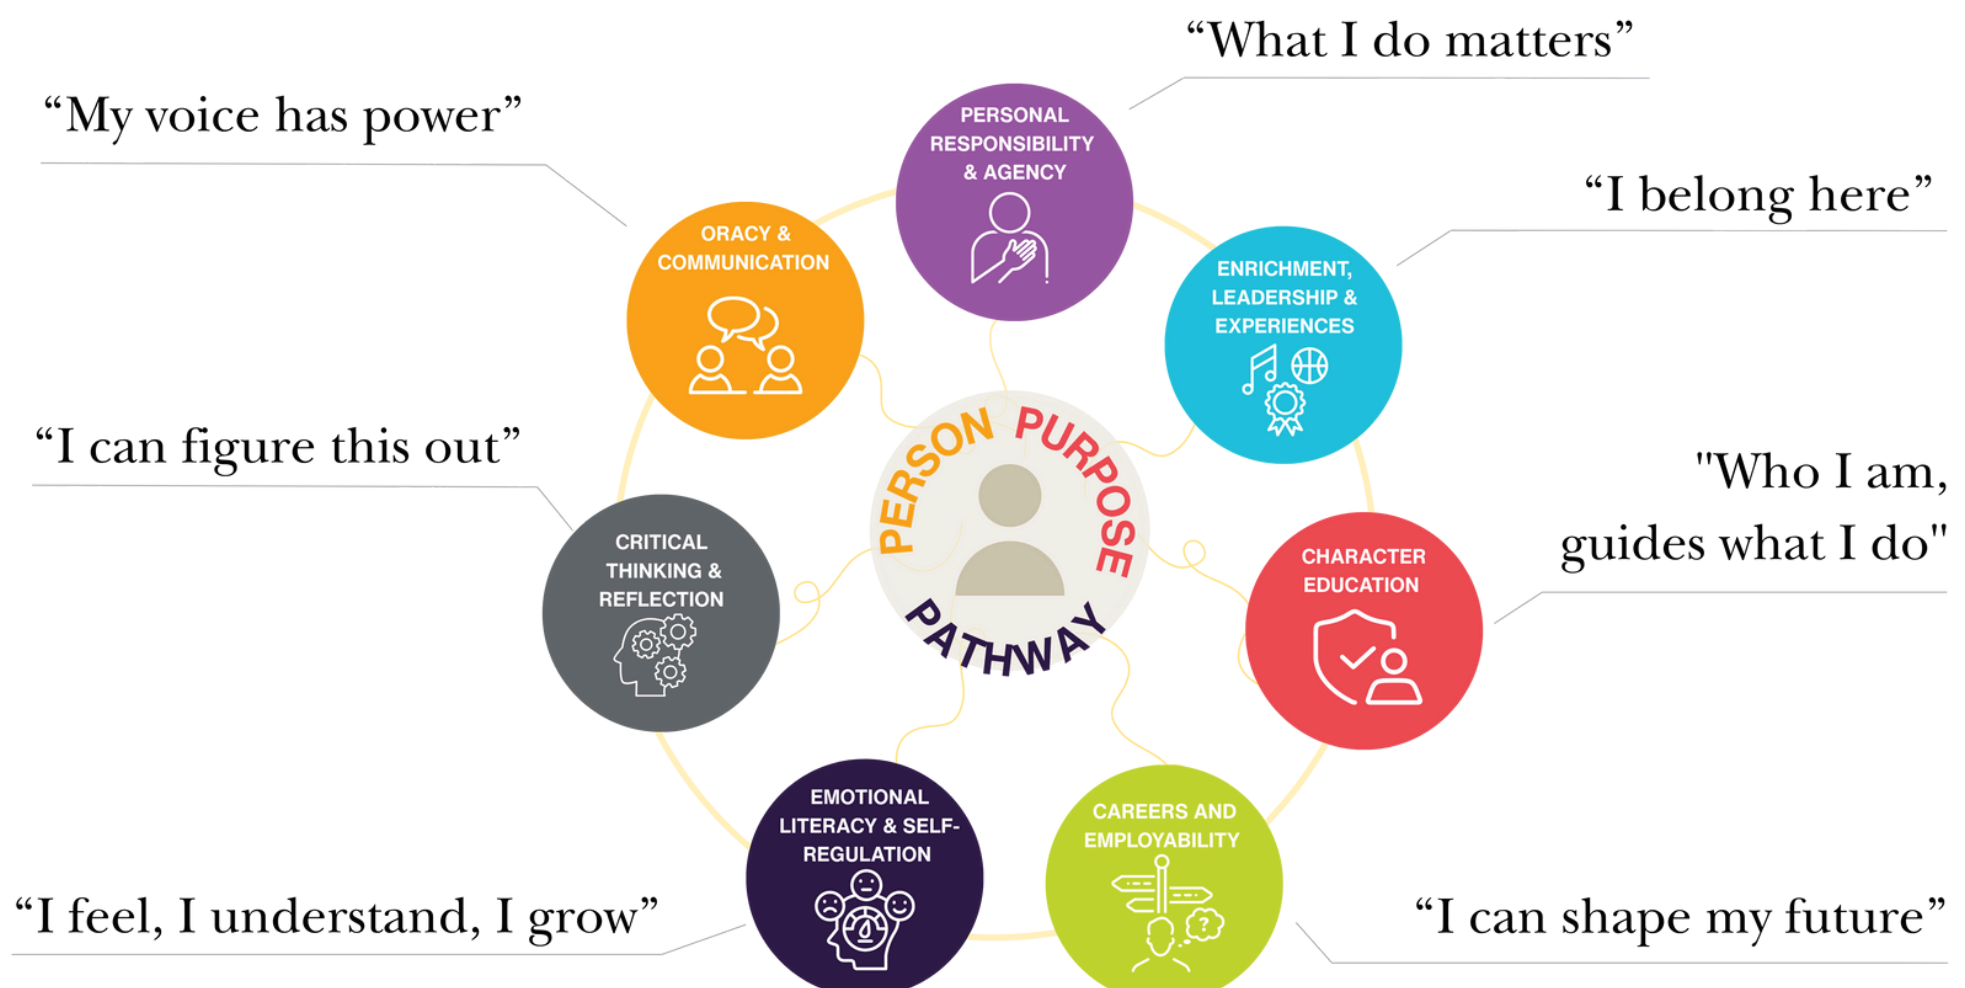 “What I do matters”
PERSONAL
RESPONSIBILITY
& AGENCY
“My voice has power”
ORACY &
COMMUNICATION
“I belong here”
ENRICHMENT,
LEADERSHIP &
EXPERIENCES
“I can figure this out”
CRITICAL
THINKING &
REFLECTION
PERSON
PURPOSE
PATHWAY
"Who I am,
guides what I do"
CHARACTER
EDUCATION
“I feel, I understand, I grow”
EMOTIONAL
LITERACY & SELF-
REGULATION
CAREERS AND
EMPLOYABILITY
?
“I can shape my future”